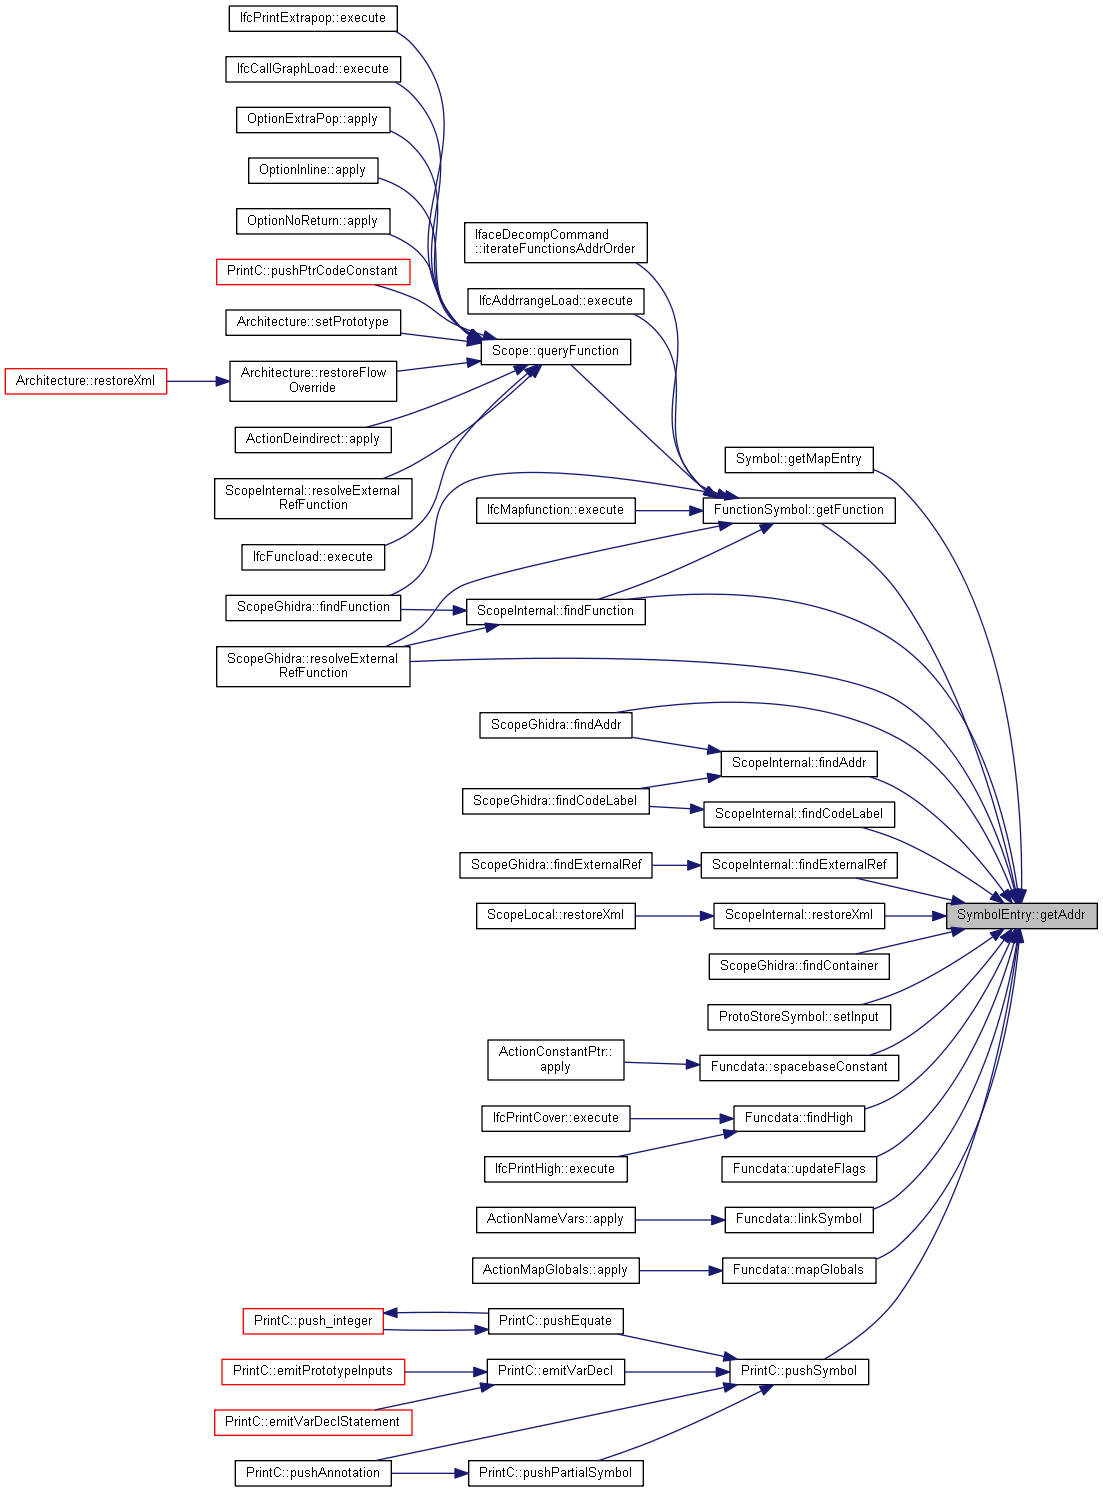 IfcPrintExtrapop::execute
IfcCallGraphLoad::execute
OptionExtraPop::apply
OptionInline::apply
OptionNoReturn::apply
PrintC::pushPtrCodeConstant
Architecture::setPrototype
Architecture::restoreXml
Architecture::restoreFlow
Override
ActionDeindirect::apply
ScopeInternal::resolveExternal
RefFunction
IfcFuncload::execute
ScopeGhidra::findFunction
ScopeGhidra::resolveExternal
RefFunction
IfaceDecompCommand
::iterateFunctionsAddrOrder
IfcAddrrangeLoad::execute
Scope::queryFunction
Symbol::getMapEntry
IfcMapfunction::execute
FunctionSymbol::getFunction
ScopeInternal::findFunction
ScopeGhidra::findAddr
ScopeInternal::findAddr
ScopeGhidra::findCodeLabel
ScopeInternal::findCodeLabel
ScopeGhidra::findExternalRef
ScopeInternal::findExternalRef
ScopeLocal::restoreXml
ScopeInternal::restoreXml
SymbolEntry::getAddr
ScopeGhidra::findContainer
ProtoStoreSymbol::setInput
ActionConstantPtr::
apply
Funcdata::spacebaseConstant
IfcPrintCover::execute
Funcdata::findHigh
IfcPrintHigh::execute
Funcdata::updateFlags
ActionNameVars::apply
Funcdata::linkSymbol
ActionMapGlobals::apply
Funcdata::mapGlobals
PrintC::push_integer
PrintC::pushEquate
PrintC::emitPrototypeInputs
PrintC::emitVarDecl
PrintC::pushSymbol
PrintC::emitVarDeclStatement
PrintC::pushAnnotation
PrintC::pushPartialSymbol